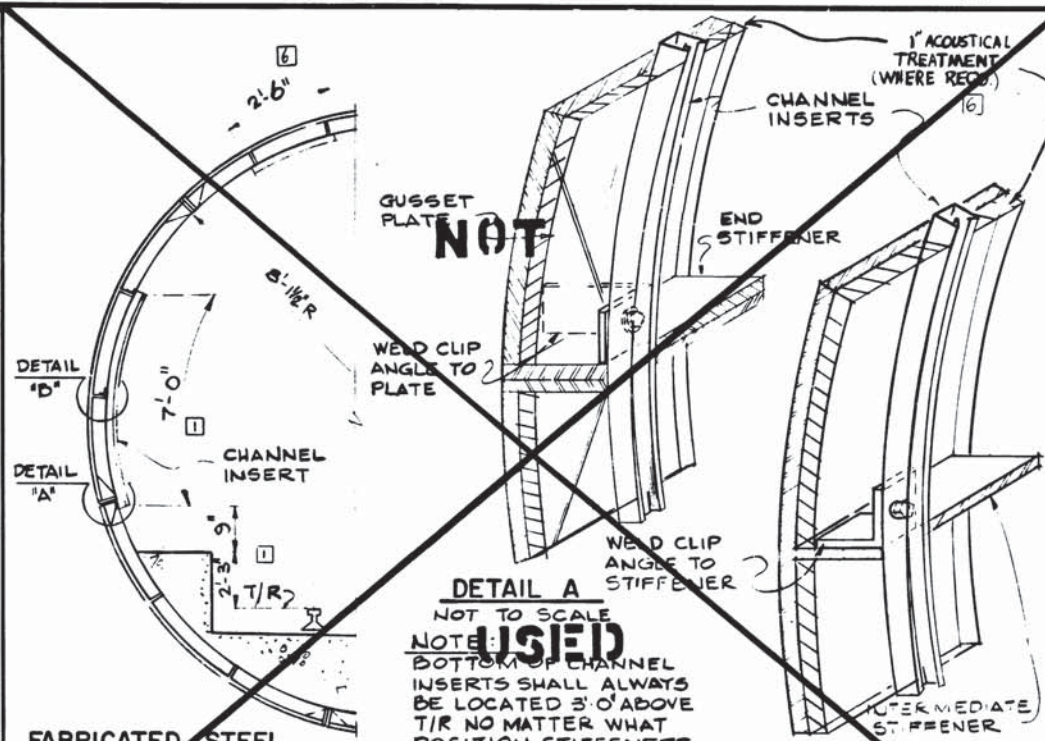 6
2'-6"
8'-1½"R
DETAIL
"B"
7'-0"
1
CHANNEL
INSERT
DETAIL
"A"
9"
1
2'-3"
T/R
FABRICATED STEEL
1" ACOUSTICAL
TREATMENT
(WHERE REQD.)
6
CHANNEL
INSERTS
GUSSET
PLATE
NOT
END
STIFFENER
WELD CLIP
ANGLE TO
PLATE
WELD CLIP
ANGLE TO
STIFFENER
DETAIL A
NOT TO SCALE
USED
NOTE:
BOTTOM OF CHANNEL
INSERTS SHALL ALWAYS
BE LOCATED 3'-0" ABOVE
T/R NO MATTER WHAT
POSITION STIFFENERS
INTERMEDIATE
STIFFENER